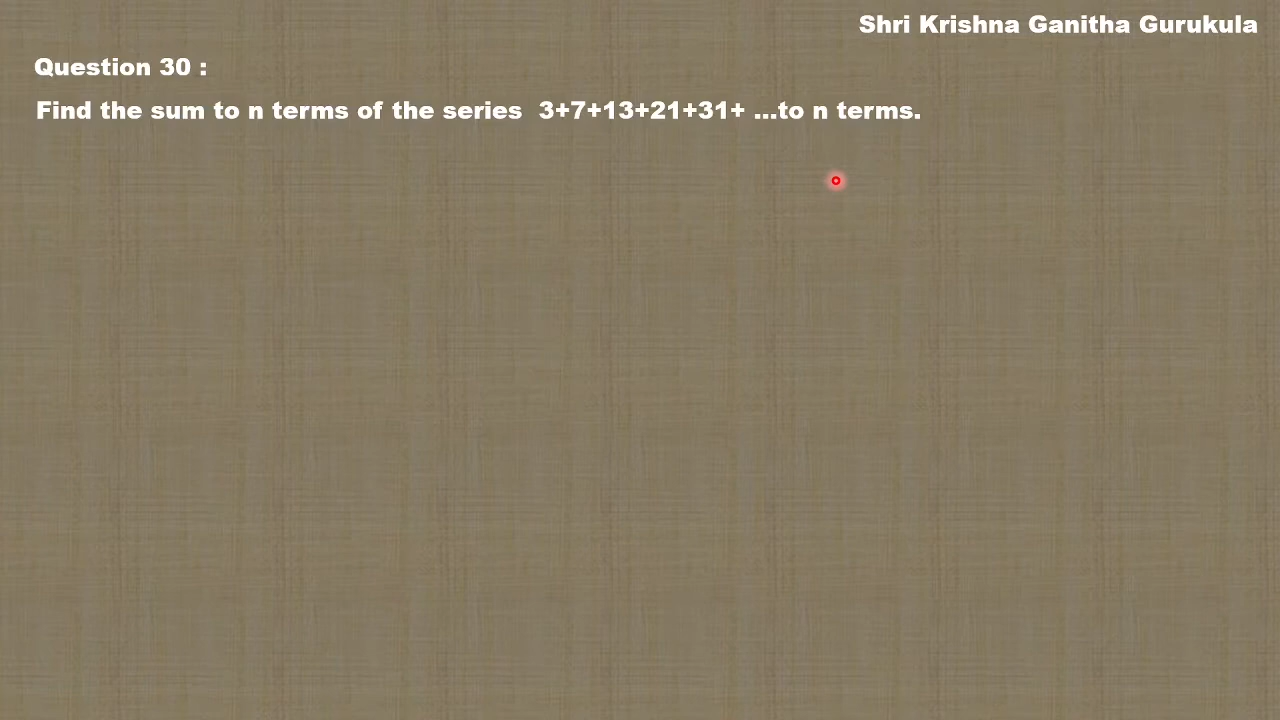 Shri Krishna Ganitha Gurukula
Question 30 :
Find the sum to n terms of the series 3+7+13+21+31+ ...to n terms.